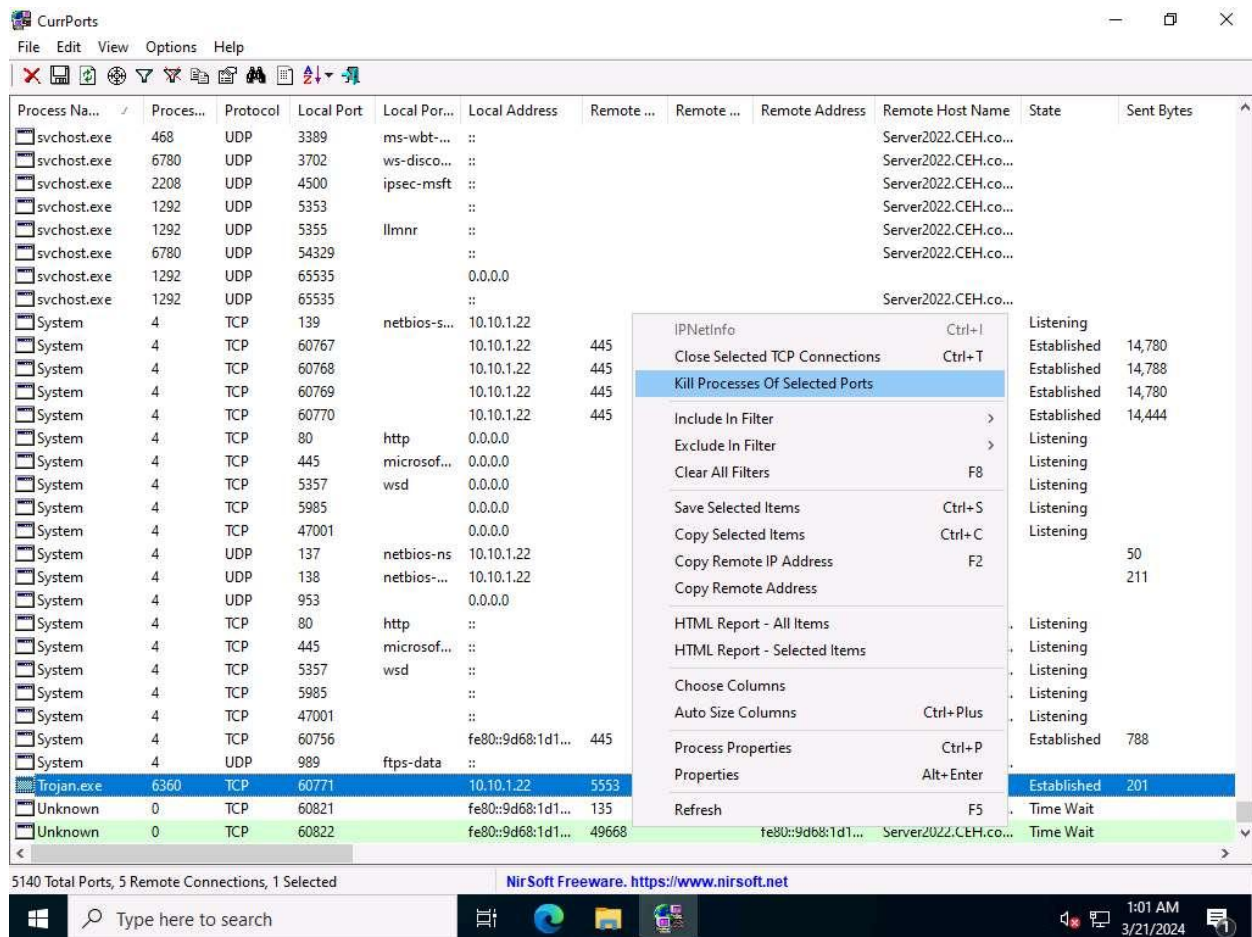 CurrPorts
File Edit View Options Help
Process Na... Proces... Protocol Local Port Local Por... Local Address Remote ... Remote ... Remote Address Remote Host Name State Sent Bytes
svchost.exe 468 UDP 3389 ms-wbt-... :: Server2022.CEH.co...
svchost.exe 6780 UDP 3702 ws-disco... :: Server2022.CEH.co...
svchost.exe 2208 UDP 4500 ipsec-msft :: Server2022.CEH.co...
svchost.exe 1292 UDP 5353 :: Server2022.CEH.co...
svchost.exe 1292 UDP 5355 llmnr :: Server2022.CEH.co...
svchost.exe 6780 UDP 54329 :: Server2022.CEH.co...
svchost.exe 1292 UDP 65535 0.0.0.0
svchost.exe 1292 UDP 65535 :: Server2022.CEH.co...
System 4 TCP 139 netbios-s... 10.10.1.22 Listening
System 4 TCP 60767 10.10.1.22 445 Established 14,780
System 4 TCP 60768 10.10.1.22 445 Established 14,788
System 4 TCP 60769 10.10.1.22 445 Established 14,780
System 4 TCP 60770 10.10.1.22 445 Established 14,444
System 4 TCP 80 http 0.0.0.0 Listening
System 4 TCP 445 microsof... 0.0.0.0 Listening
System 4 TCP 5357 wsd 0.0.0.0 Listening
System 4 TCP 5985 0.0.0.0 Listening
System 4 TCP 47001 0.0.0.0 Listening
System 4 UDP 137 netbios-ns 10.10.1.22 50
System 4 UDP 138 netbios-... 10.10.1.22 211
System 4 UDP 953 0.0.0.0
System 4 TCP 80 http :: Listening
System 4 TCP 445 microsof... :: Listening
System 4 TCP 5357 wsd :: Listening
System 4 TCP 5985 :: Listening
System 4 TCP 47001 :: Listening
System 4 TCP 60756 fe80::9d68:1d1... 445 Established 788
System 4 UDP 989 ftps-data ::
Trojan.exe 6360 TCP 60771 10.10.1.22 5553 Established 201
Unknown 0 TCP 60821 fe80::9d68:1d1... 135 Time Wait
Unknown 0 TCP 60822 fe80::9d68:1d1... 49668 fe80::9d68:1d1... Server2022.CEH.co... Time Wait
IPNetInfo Ctrl+I
Close Selected TCP Connections Ctrl+T
Kill Processes Of Selected Ports
Include In Filter >
Exclude In Filter >
Clear All Filters F8
Save Selected Items Ctrl+S
Copy Selected Items Ctrl+C
Copy Remote IP Address F2
Copy Remote Address
HTML Report - All Items
HTML Report - Selected Items
Choose Columns
Auto Size Columns Ctrl+Plus
Process Properties Ctrl+P
Properties Alt+Enter
Refresh F5
5140 Total Ports, 5 Remote Connections, 1 Selected NirSoft Freeware. https://www.nirsoft.net
Type here to search 1:01 AM
3/21/2024 1